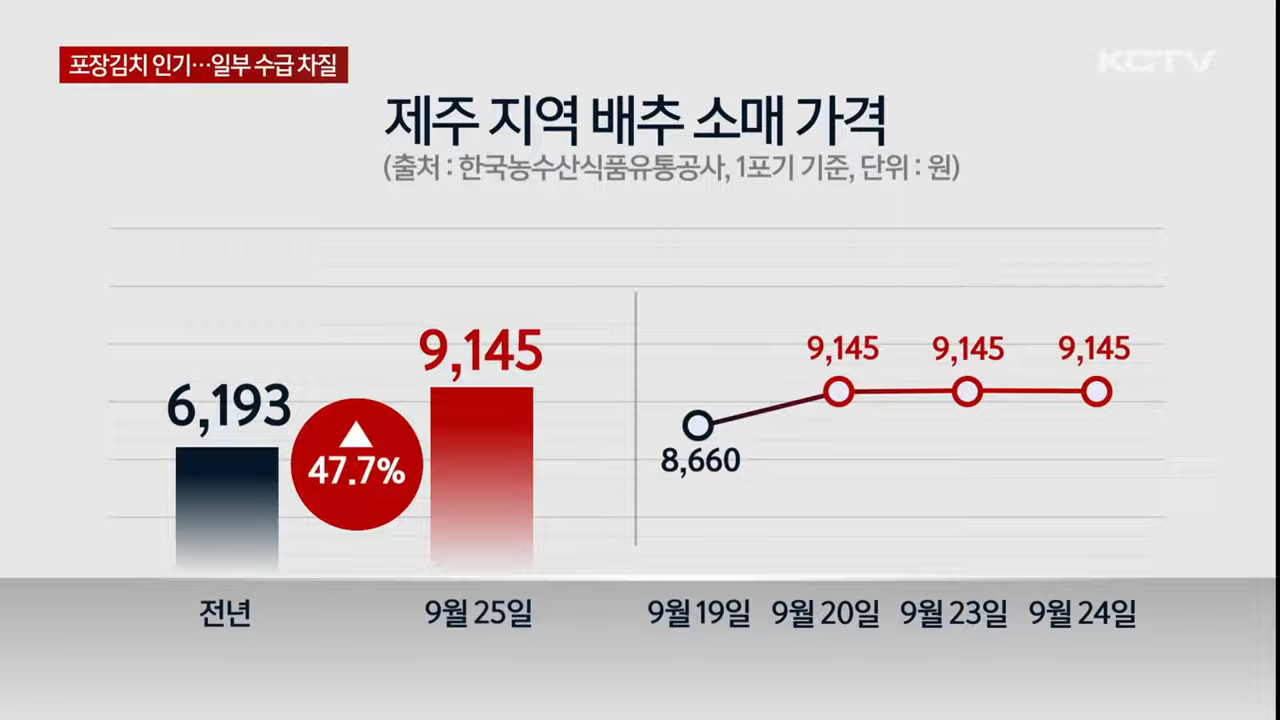 포장김치 인기…일부 수급 차질
KCTV
제주 지역 배추 소매 가격
(출처 : 한국농수산식품유통공사, 1포기 기준, 단위 : 원)
6,193
47.7%
9,145
8,660
9,145
9,145
9,145
전년
9월 25일
9월 19일
9월 20일
9월 23일
9월 24일